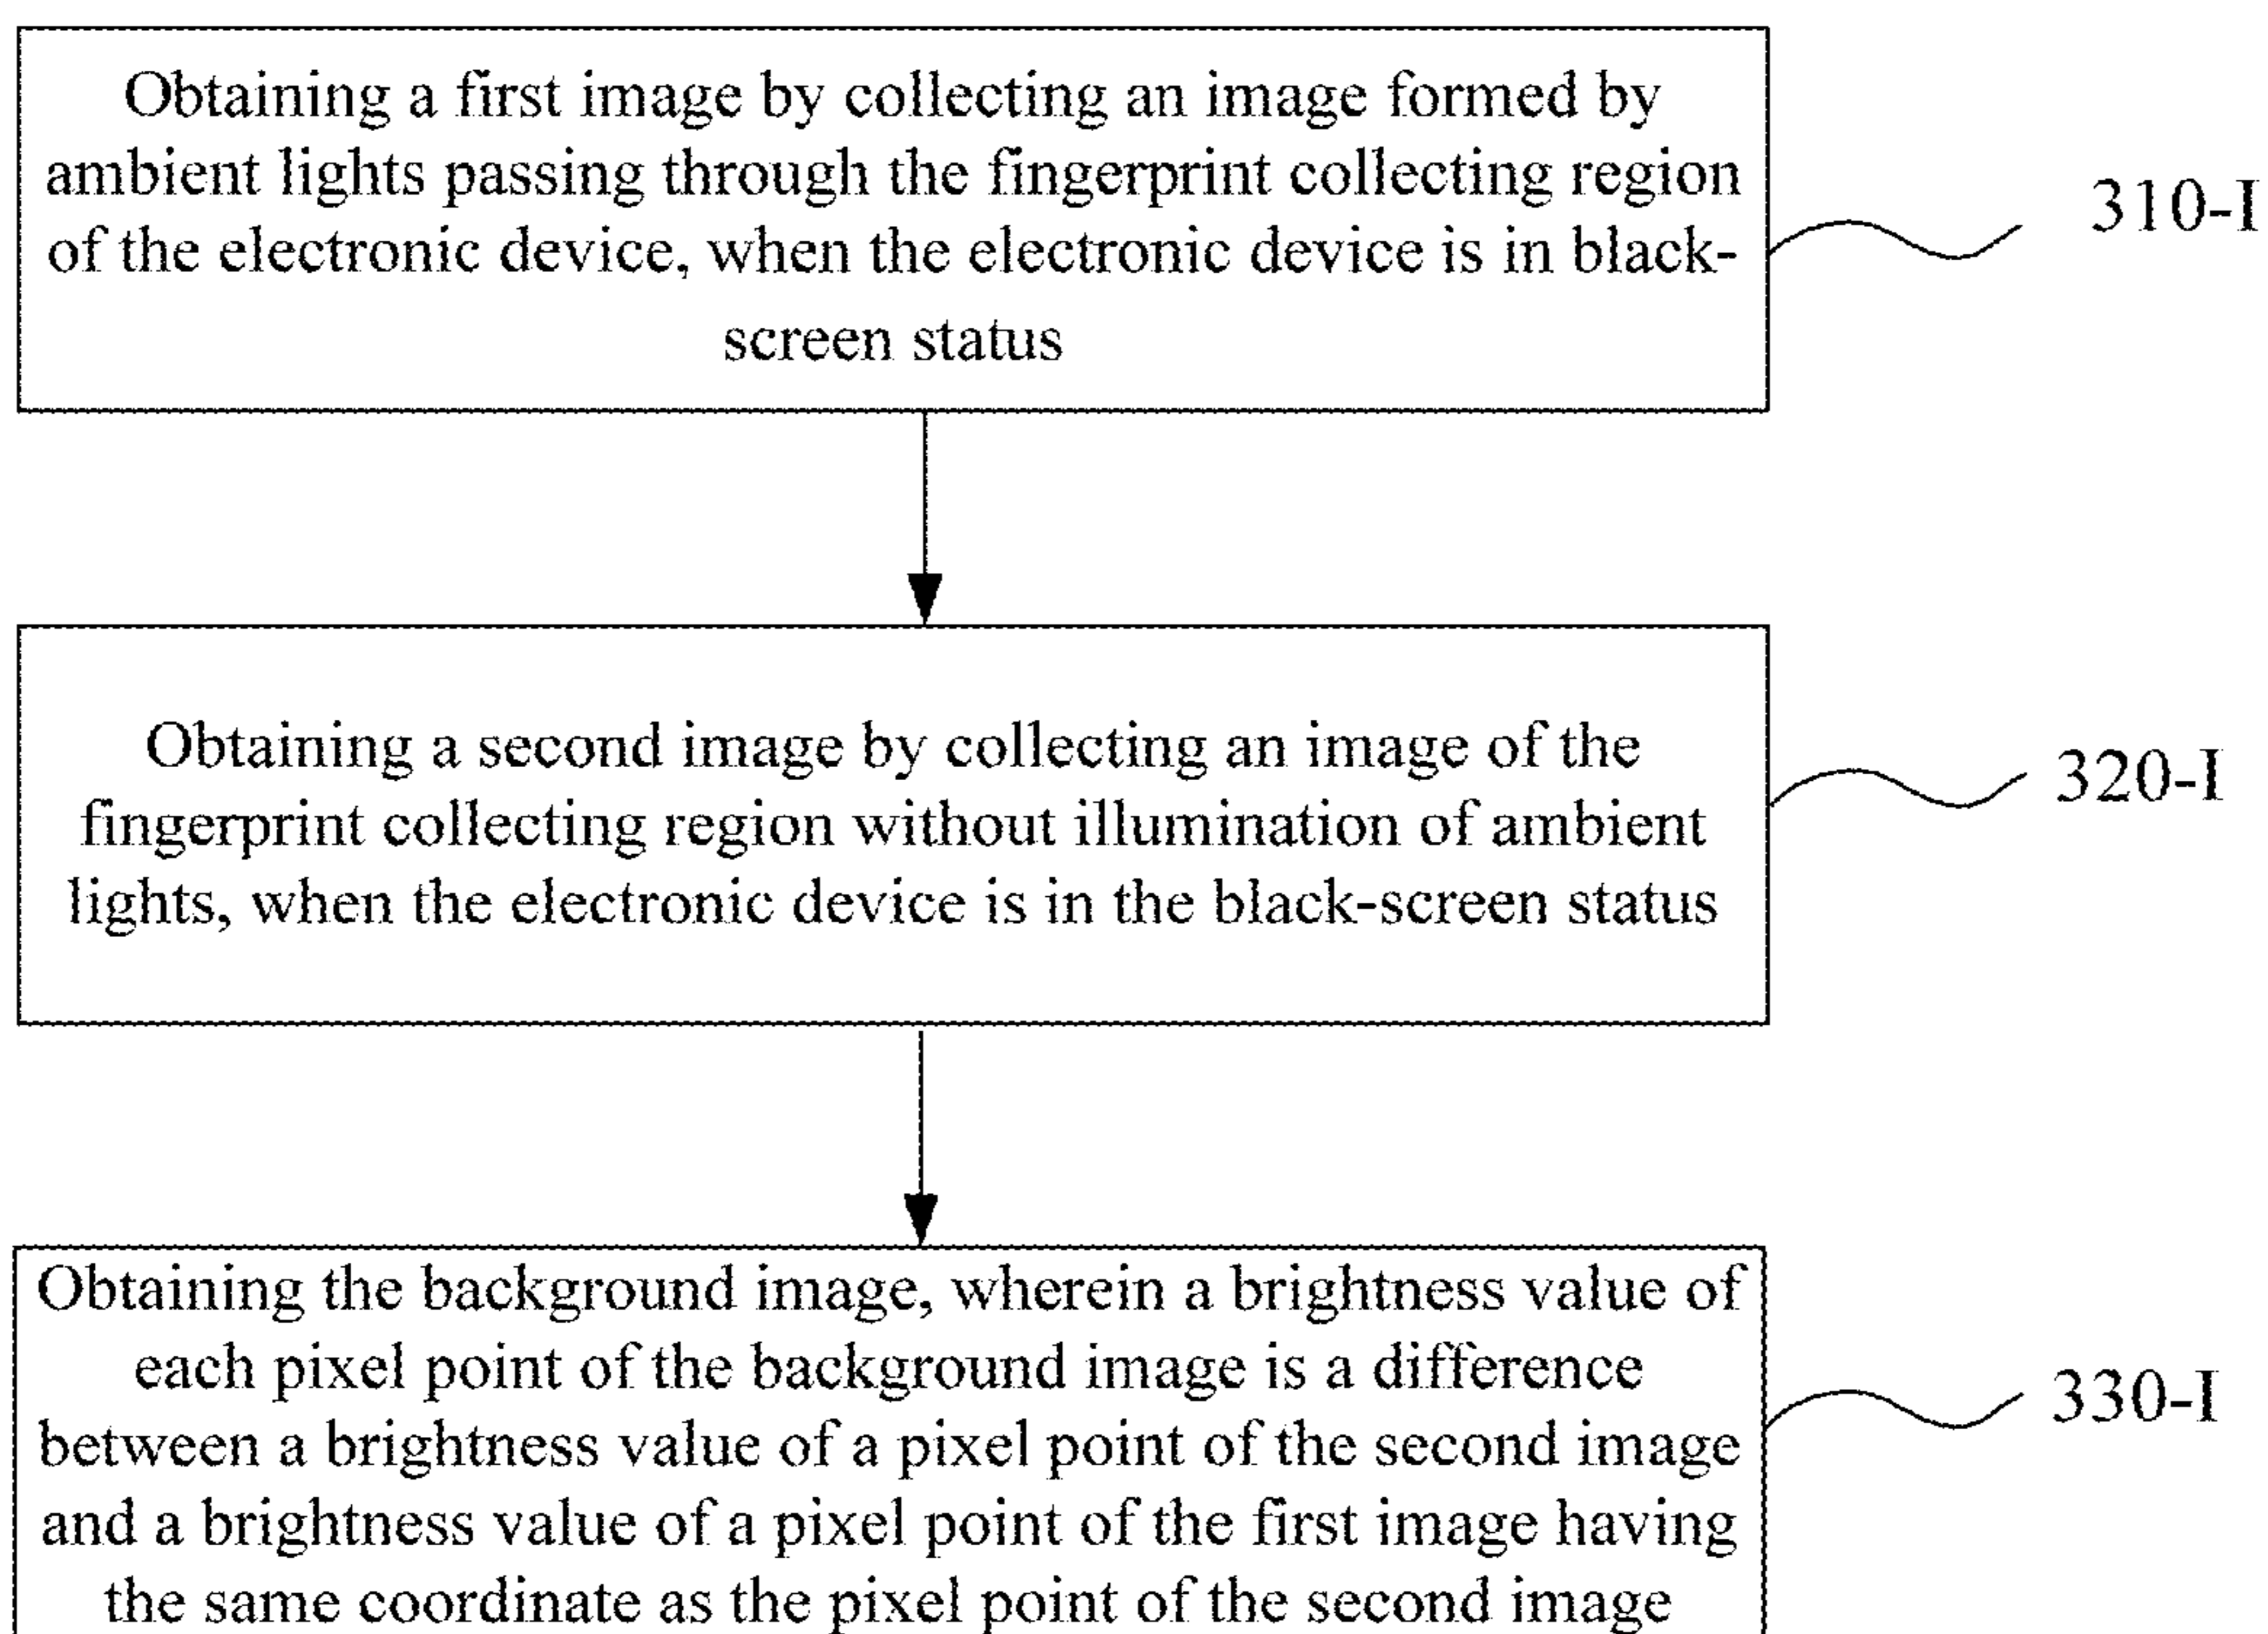 Obtaining a first image by collecting an image formed by
ambient lights passing through the fingerprint collecting region
of the electronic device, when the electronic device is in black-
screen status
310-I
Obtaining a second image by collecting an image of the
fingerprint collecting region without illumination of ambient
lights, when the electronic device is in the black-screen status
320-I
Obtaining the background image, wherein a brightness value of
each pixel point of the background image is a difference
between a brightness value of a pixel point of the second image
and a brightness value of a pixel point of the first image having
the same coordinate as the pixel point of the second image
330-I